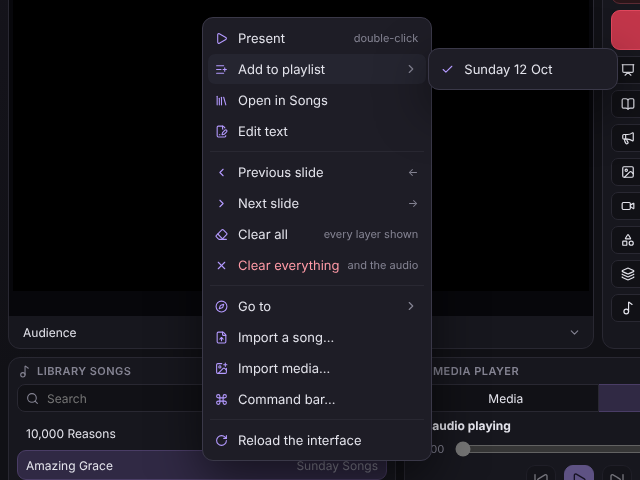 Present double-click
Add to playlist
Sunday 12 Oct
Open in Songs
Edit text
Previous slide ←
Next slide →
Clear all every layer shown
Clear everything and the audio
Go to
Import a song...
Import media...
Command bar...
Reload the interface
Audience
LIBRARY SONGS
Search
10,000 Reasons
Amazing Grace Sunday Songs
MEDIA PLAYER
Media
audio playing
00